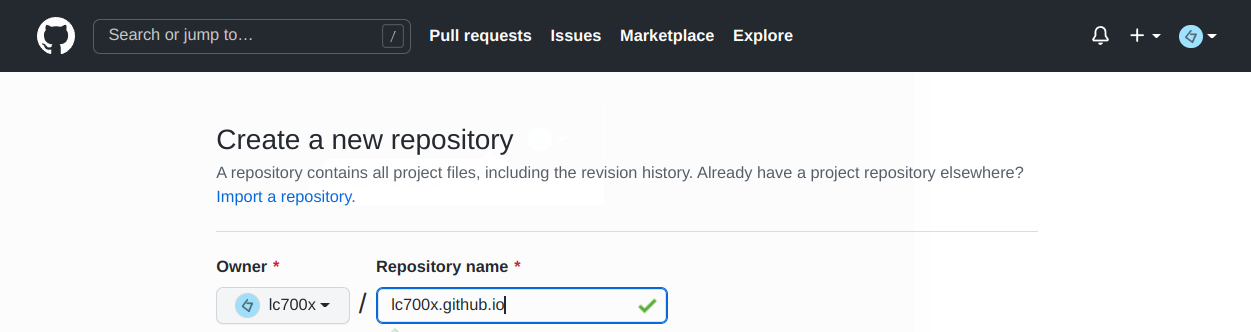 Search or jump to… / Pull requests Issues Marketplace Explore
Create a new repository
A repository contains all project files, including the revision history. Already have a project repository elsewhere?
Import a repository.
Owner * Repository name *
lc700x / lc700x.github.io